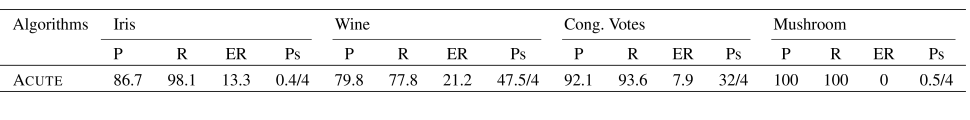 Algorithms Iris Wine Cong. Votes Mushroom
P R ER Ps P R ER Ps P R ER Ps P R ER Ps
ACUTE 86.7 98.1 13.3 0.4/4 79.8 77.8 21.2 47.5/4 92.1 93.6 7.9 32/4 100 100 0 0.5/4